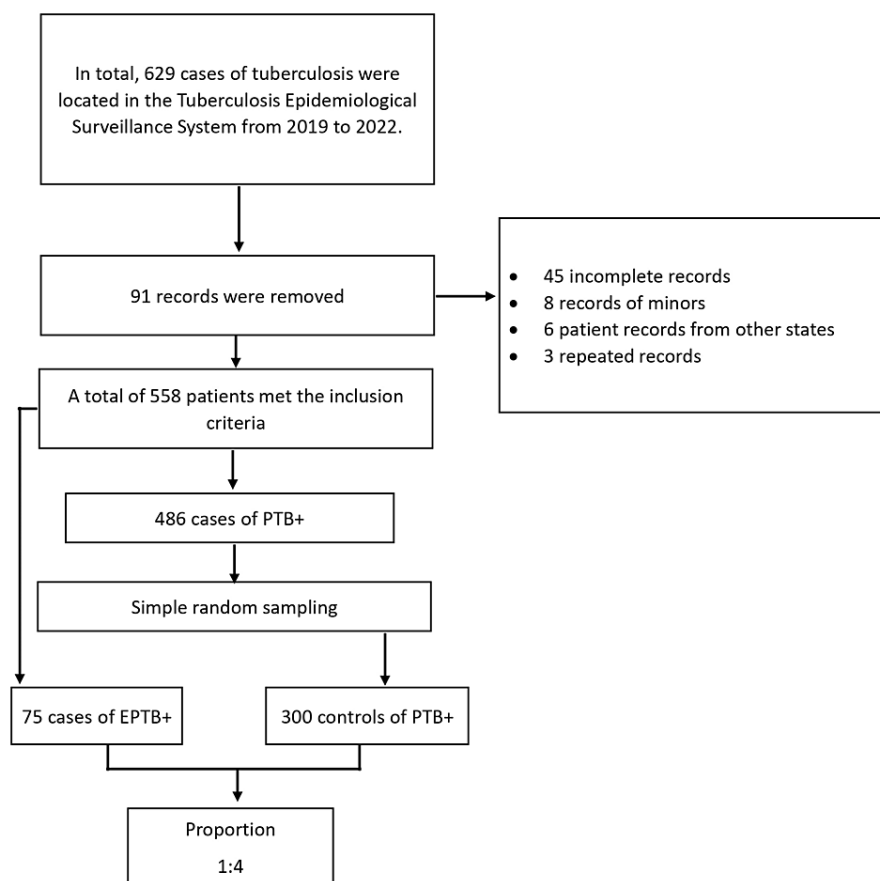 In total, 629 cases of tuberculosis were
located in the Tuberculosis Epidemiological
Surveillance System from 2019 to 2022.
91 records were removed
• 45 incomplete records
• 8 records of minors
• 6 patient records from other states
• 3 repeated records
A total of 558 patients met the inclusion
criteria
486 cases of PTB+
Simple random sampling
75 cases of EPTB+
300 controls of PTB+
Proportion
1:4